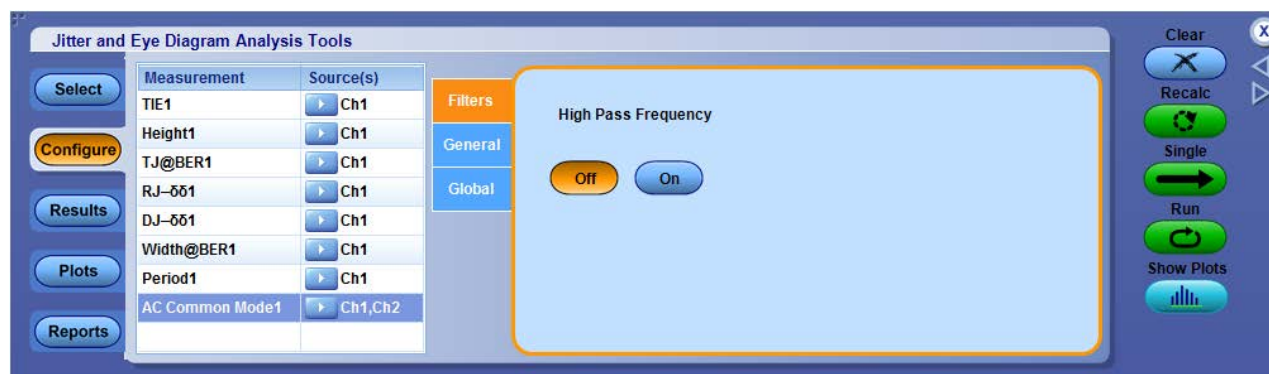 Jitter and Eye Diagram Analysis Tools
Select
Configure
Results
Plots
Reports
Measurement Source(s)
TIE1 Ch1
Height1 Ch1
TJ@BER1 Ch1
RJ–δδ1 Ch1
DJ–δδ1 Ch1
Width@BER1 Ch1
Period1 Ch1
AC Common Mode1 Ch1,Ch2
Filters
General
Global
High Pass Frequency
Off On
Clear
X
Recalc
Single
Run
Show Plots